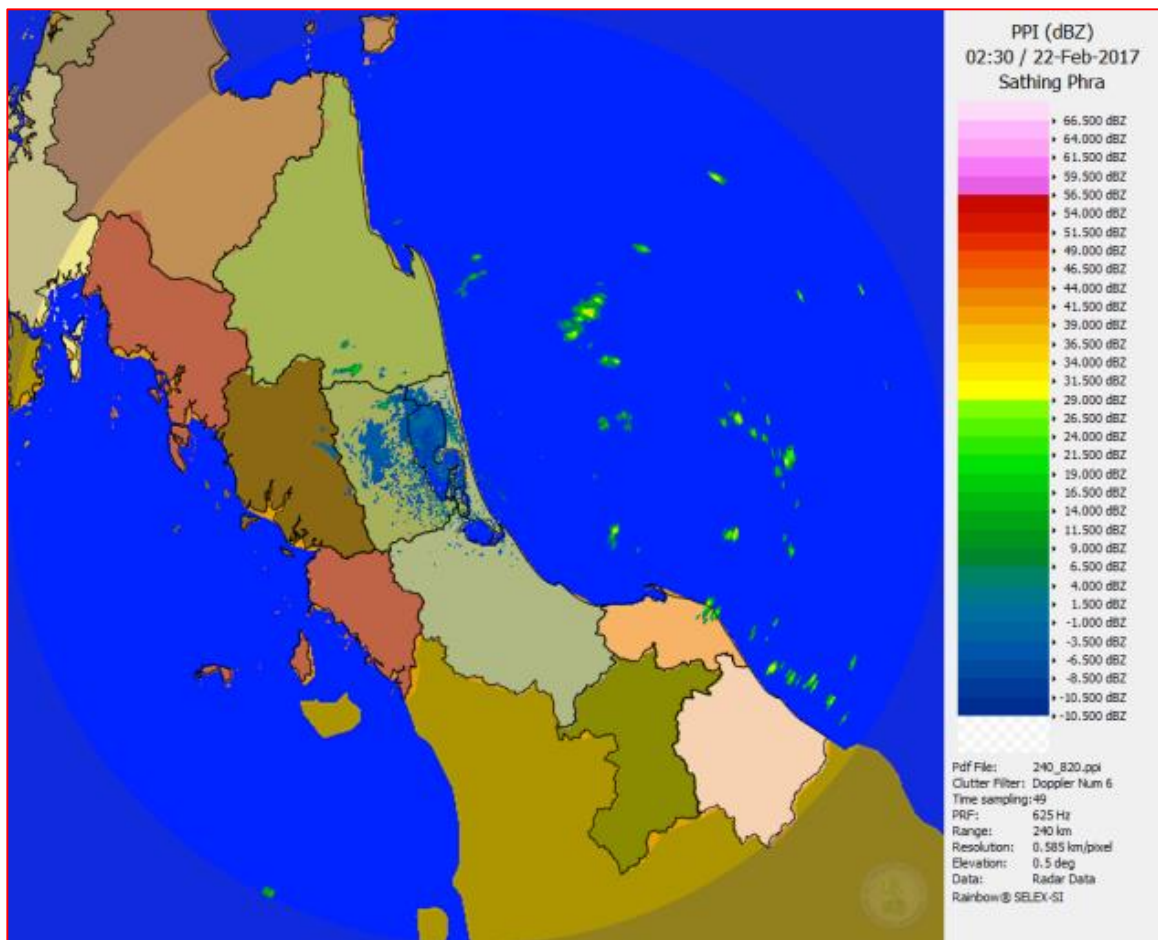 PPI (dBZ)
02:30 / 22-Feb-2017
Sathing Phra
66.500 dBZ
64.000 dBZ
61.500 dBZ
59.500 dBZ
56.500 dBZ
54.000 dBZ
51.500 dBZ
49.000 dBZ
46.500 dBZ
44.000 dBZ
41.500 dBZ
39.000 dBZ
36.500 dBZ
34.000 dBZ
31.500 dBZ
29.000 dBZ
26.500 dBZ
24.000 dBZ
21.500 dBZ
19.000 dBZ
16.500 dBZ
14.000 dBZ
11.500 dBZ
9.000 dBZ
6.500 dBZ
4.000 dBZ
1.500 dBZ
-1.000 dBZ
-3.500 dBZ
-6.500 dBZ
-8.500 dBZ
-10.500 dBZ
-10.500 dBZ
Pdf File: 240_820.ppi
Clutter Filter: Doppler Num 6
Time sampling:49
PRF: 625 Hz
Range: 240 km
Resolution: 0.585 km/pixel
Elevation: 0.5 deg
Data: Radar Data
Rainbow® SELEX-SI